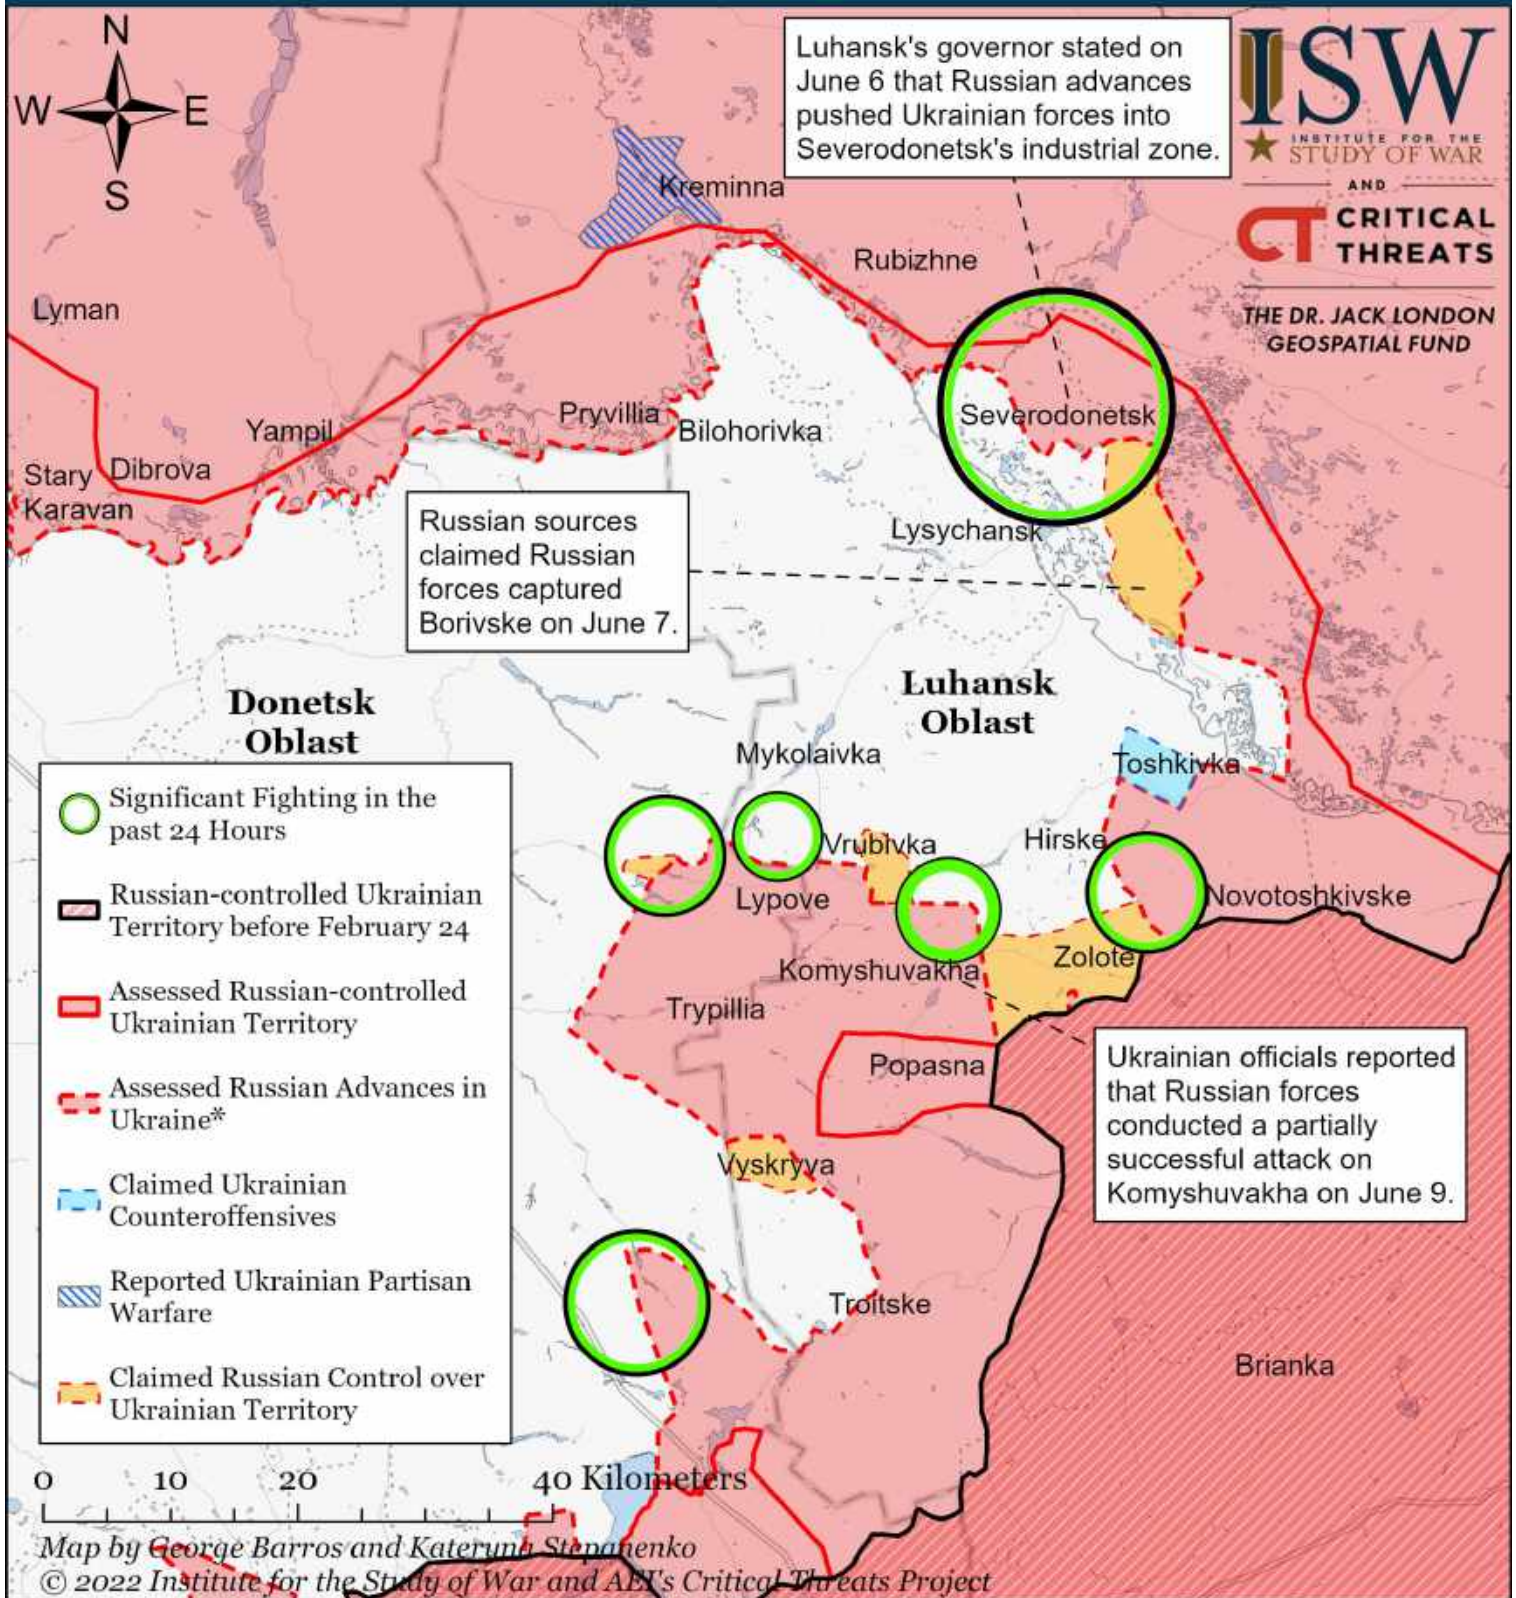 N
W E
S
Luhansk's governor stated on
June 6 that Russian advances
pushed Ukrainian forces into
Severodonetsk's industrial zone.
ISW
INSTITUTE FOR THE
STUDY OF WAR
AND
CT CRITICAL
THREATS
THE DR. JACK LONDON
GEOSPATIAL FUND
Kreminna
Rubizhne
Lyman
Severodonetsk
Pryvillia
Bilohorivka
Yampil
Stary
Karavan
Dibrova
Lysychansk
Russian sources
claimed Russian
forces captured
Borivske on June 7.
Donetsk
Oblast
Luhansk
Oblast
Mykolaivka
Toshkivka
Vrubivka
Hirske
Lypove
Novotoshkivske
Komyshuvakha
Zolote
Trypillia
Popasna
Ukrainian officials reported
that Russian forces
conducted a partially
successful attack on
Komyshuvakha on June 9.
Vyskryva
Troitske
Brianka
Significant Fighting in the
past 24 Hours
Russian-controlled Ukrainian
Territory before February 24
Assessed Russian-controlled
Ukrainian Territory
Assessed Russian Advances in
Ukraine*
Claimed Ukrainian
Counteroffensives
Reported Ukrainian Partisan
Warfare
Claimed Russian Control over
Ukrainian Territory
0 10 20 40 Kilometers
Map by George Barros and Kateryna Stepanenko
© 2022 Institute for the Study of War and AEI's Critical Threats Project